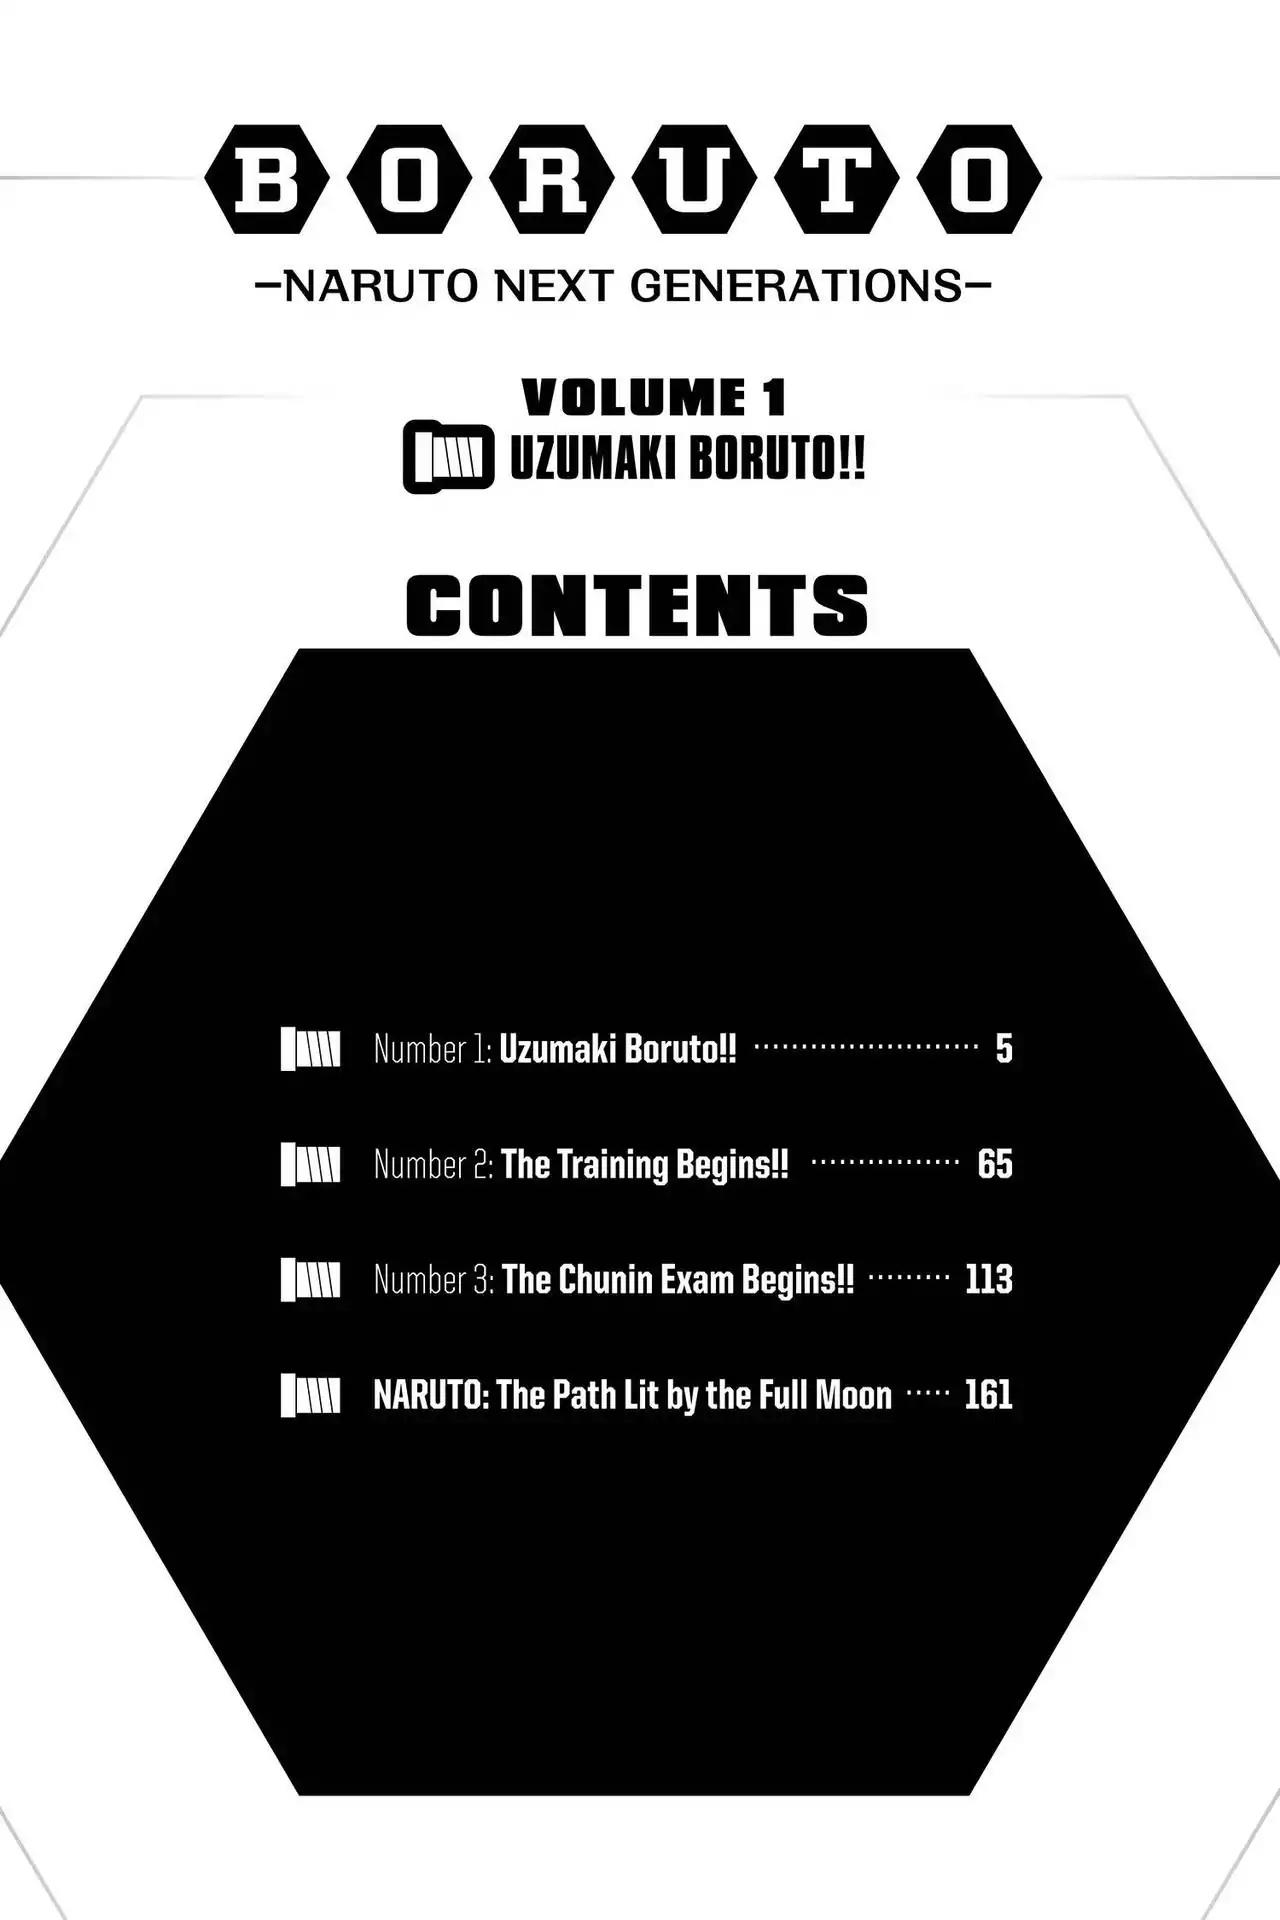 BORUTO
-NARUTO NEXT GENERATIONS-
VOLUME 1
UZUMAKI BORUTO!!
CONTENTS
Number 1: Uzumaki Boruto!! ························ 5
Number 2: The Training Begins!! ················ 65
Number 3: The Chunin Exam Begins!! ········· 113
NARUTO: The Path Lit by the Full Moon ····· 161